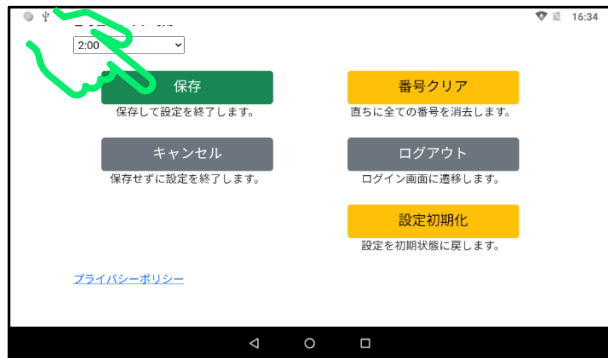 16:34
2:00
保存
保存して設定を終了します。
番号クリア
直ちに全ての番号を消去します。
キャンセル
保存せずに設定を終了します。
ログアウト
ログイン画面に遷移します。
設定初期化
設定を初期状態に戻します。
プライバシーポリシー